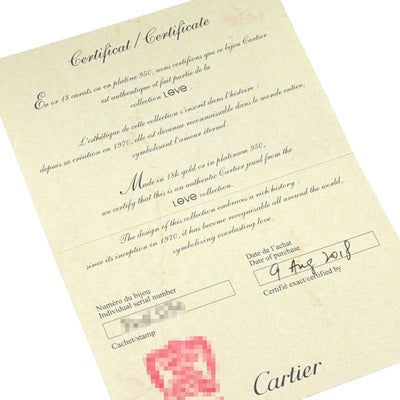 Certificat / Certificate
En or 18 carats ou en platine 950, nous certifions que ce bijou Cartier
est authentique et fait partie de la
collection LOVE
L'esthétique de cette collection s'inscrit dans l'histoire :
depuis sa création en 1970, elle est devenue reconnaissable dans le monde entier,
symbolisant l'amour éternel.
Made in 18k gold or in platinum 950,
we certify that this is an authentic Cartier jewel from the
LOVE collection.
The design of this collection embraces a rich history :
since its inception in 1970, it has become recognizable all around the world,
symbolizing everlasting love.
Numéro du bijou
Individual serial number
Cachet/stamp
Date de l'achat
Date of purchase
9 Aug 2018
Certifié exact/certified by
Cartier